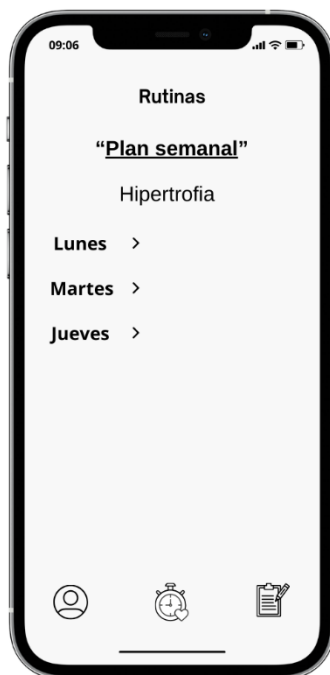 09:06
Rutinas
“Plan semanal”
Hipertrofia
Lunes >
Martes >
Jueves >